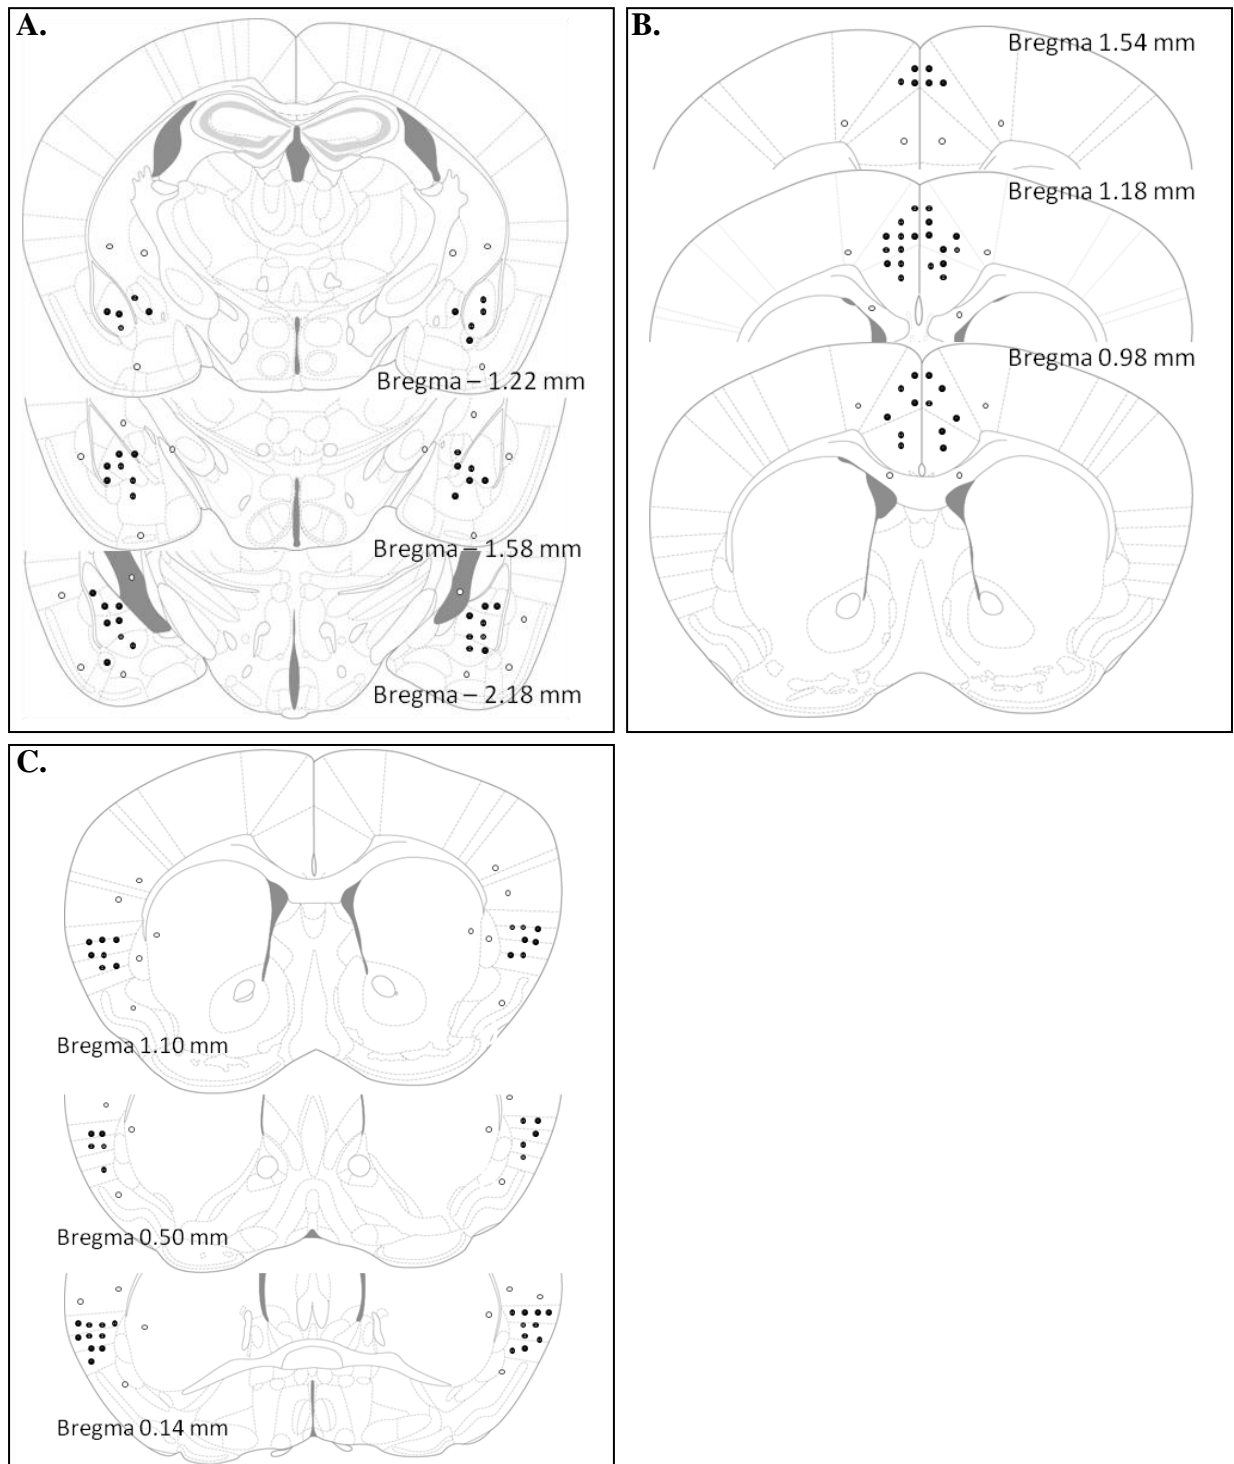 A.
Bregma – 1.22 mm
Bregma – 1.58 mm
Bregma – 2.18 mm
B.
Bregma 1.54 mm
Bregma 1.18 mm
Bregma 0.98 mm
C.
Bregma 1.10 mm
Bregma 0.50 mm
Bregma 0.14 mm